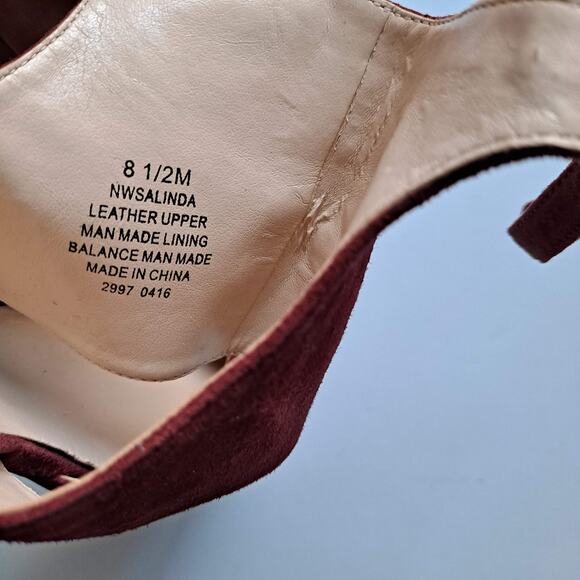 8 1/2M
NWSALINDA
LEATHER UPPER
MAN MADE LINING
BALANCE MAN MADE
MADE IN CHINA
2997 0416